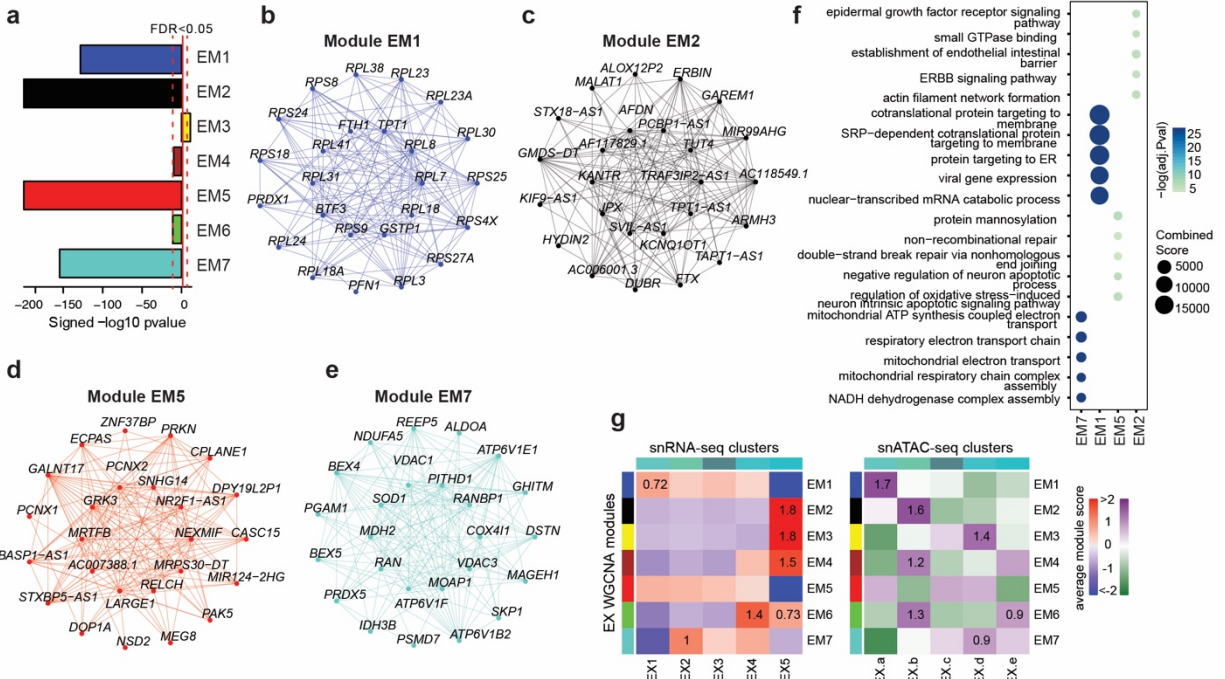 a
FDR<0.05
EM1
EM2
EM3
EM4
EM5
EM6
EM7
−200 −150 −100 −50 0
Signed −log10 pvalue
b
Module EM1
RPL38
RPL23
RPS8
RPL23A
RPS24
FTH1
TPT1
RPL30
RPL41
RPL8
RPS18
RPL31
RPL7
RPS25
PRDX1
BTF3
RPL18
RPS4X
RPS9
GSTP1
RPL24
RPS27A
RPL18A
PFN1
RPL3
c
Module EM2
ALOX12P2
ERBIN
MALAT1
GAREM1
STX18−AS1
AFDN
PCBP1−AS1
MIR99AHG
AF117829.1
TUT4
GMDS−DT
KANTR
TRAF3IP2−AS1
AC118549.1
KIF9−AS1
JPX
TPT1−AS1
ARMH3
SVIL−AS1
HYDIN2
KCNQ1OT1
TAPT1−AS1
AC006001.3
DUBR
FTX
d
Module EM5
ZNF37BP
PRKN
ECPAS
CPLANE1
PCNX2
GALNT17
SNHG14
DPY19L2P1
GRK3
NR2F1−AS1
PCNX1
MRTFB
NEXMIF
CASC15
BASP1−AS1
AC007388.1
MRPS30−DT
MIR124−2HG
RELCH
STXBP5−AS1
LARGE1
PAK5
DOP1A
NSD2
MEG8
e
Module EM7
REEP5
ALDOA
NDUFA5
ATP6V1E1
VDAC1
BEX4
PITHD1
GHITM
SOD1
RANBP1
PGAM1
MDH2
COX4I1
DSTN
BEX5
RAN
VDAC3
MAGEH1
MOAP1
PRDX5
ATP6V1F
SKP1
IDH3B
PSMD7
ATP6V1B2
f
epidermal growth factor receptor signaling
pathway
small GTPase binding
establishment of endothelial intestinal
barrier
ERBB signaling pathway
actin filament network formation
cotranslational protein targeting to
membrane
SRP−dependent cotranslational protein
targeting to membrane
protein targeting to ER
viral gene expression
nuclear−transcribed mRNA catabolic process
protein mannosylation
non−recombinational repair
double−strand break repair via nonhomologous
end joining
negative regulation of neuron apoptotic
process
regulation of oxidative stress−induced
neuron intrinsic apoptotic signaling pathway
mitochondrial ATP synthesis coupled electron
transport
respiratory electron transport chain
mitochondrial electron transport
mitochondrial respiratory chain complex
assembly
NADH dehydrogenase complex assembly
EM7
EM1
EM5
EM2
−log(adj.Pval)
25
20
15
10
5
Combined
Score
5000
10000
15000
g
snRNA-seq clusters
EX WGCNA modules
0.72 EM1
1.8 EM2
1.8 EM3
1.5 EM4
EM5
1.4 0.73 EM6
1 EM7
EX1 EX2 EX3 EX4 EX5
snATAC-seq clusters
1.7 EM1
1.6 EM2
1.4 EM3
1.2 EM4
EM5
1.3 0.9 EM6
0.9 EM7
EX.a EX.b EX.c EX.d EX.e
average module score
>2
1
0
−1
<-2